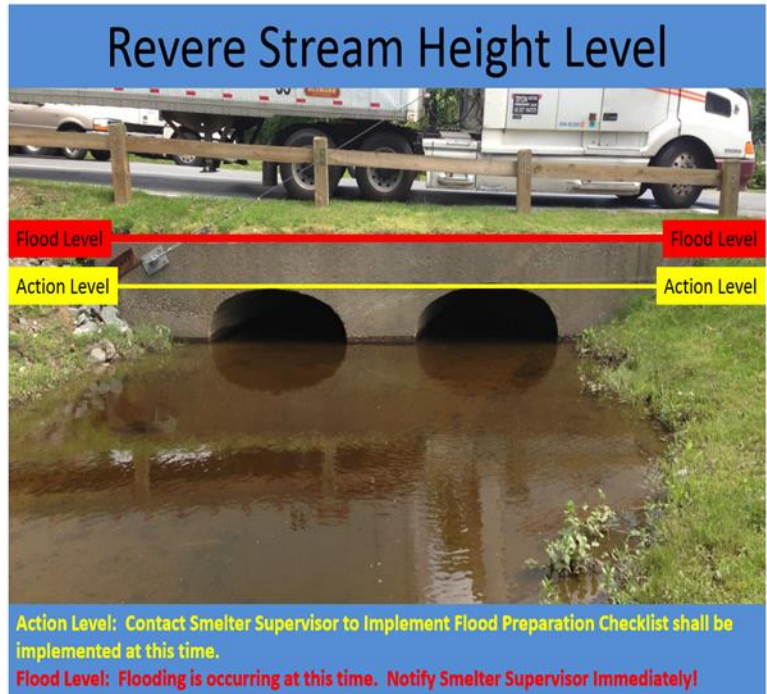 Revere Stream Height Level
Flood Level
Flood Level
Action Level
Action Level
Action Level: Contact Smelter Supervisor to Implement Flood Preparation Checklist shall be
implemented at this time.
Flood Level: Flooding is occurring at this time. Notify Smelter Supervisor Immediately!